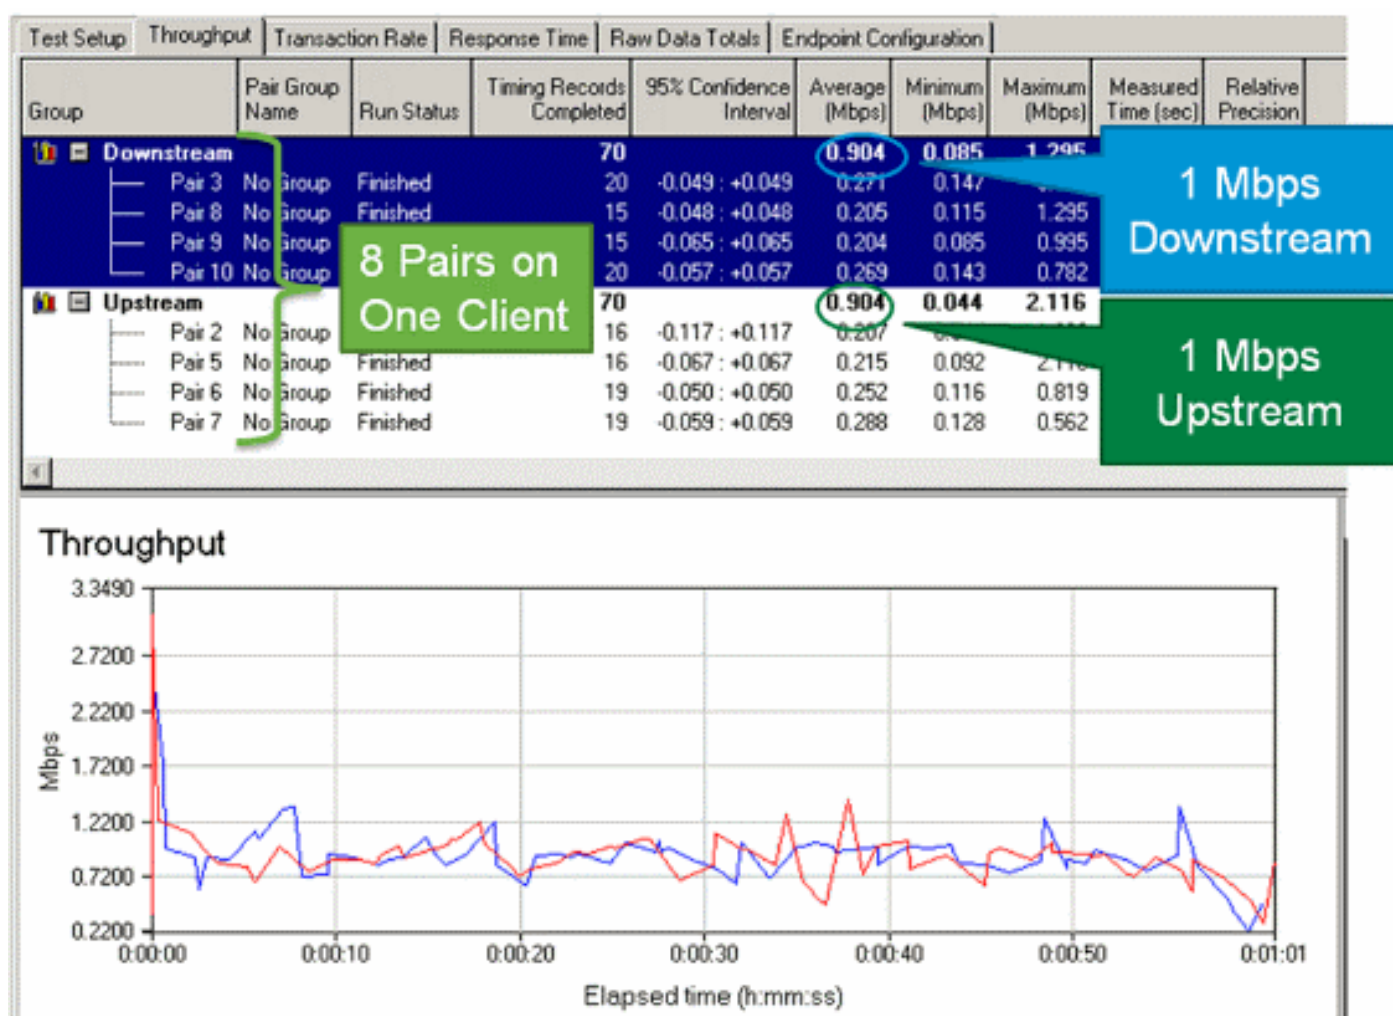 Test Setup Throughput Transaction Rate Response Time Raw Data Totals Endpoint Configuration
Group Pair Group Name Run Status Timing Records Completed 95% Confidence Interval Average (Mbps) Minimum (Mbps) Maximum (Mbps) Measured Time (sec) Relative Precision
Downstream 70 0.904 0.085 1.295
Pair 3 No Group Finished 20 -0.049 : +0.049 0.271 0.147
Pair 8 No Group Finished 15 -0.048 : +0.048 0.205 0.115 1.295
Pair 9 No Group 15 -0.065 : +0.065 0.204 0.085 0.995
Pair 10 No Group 20 -0.057 : +0.057 0.269 0.143 0.782
Upstream 70 0.904 0.044 2.116
Pair 2 No Group 16 -0.117 : +0.117 0.207
Pair 5 No Group Finished 16 -0.067 : +0.067 0.215 0.092
Pair 6 No Group Finished 19 -0.050 : +0.050 0.252 0.116 0.819
Pair 7 No Group Finished 19 -0.059 : +0.059 0.288 0.128 0.562
8 Pairs on
One Client
1 Mbps
Downstream
1 Mbps
Upstream
Throughput
3.3490
2.7200
2.2200
1.7200
1.2200
0.7200
0.2200
Mbps
0:00:00 0:00:10 0:00:20 0:00:30 0:00:40 0:00:50 0:01:01
Elapsed time (h:mm:ss)